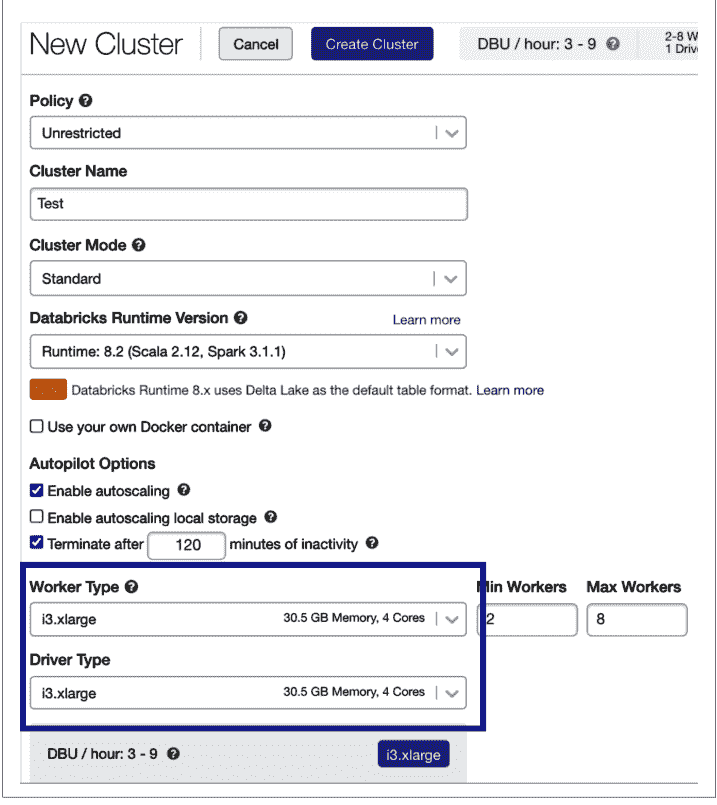 New Cluster Cancel Create Cluster DBU / hour: 3 - 9 2-8 W
1 Driv
Policy
Unrestricted
Cluster Name
Test
Cluster Mode
Standard
Databricks Runtime Version Learn more
Runtime: 8.2 (Scala 2.12, Spark 3.1.1)
Databricks Runtime 8.x uses Delta Lake as the default table format. Learn more
Use your own Docker container
Autopilot Options
Enable autoscaling
Enable autoscaling local storage
Terminate after 120 minutes of inactivity
Worker Type Min Workers Max Workers
i3.xlarge 30.5 GB Memory, 4 Cores 2 8
Driver Type
i3.xlarge 30.5 GB Memory, 4 Cores
DBU / hour: 3 - 9 i3.xlarge